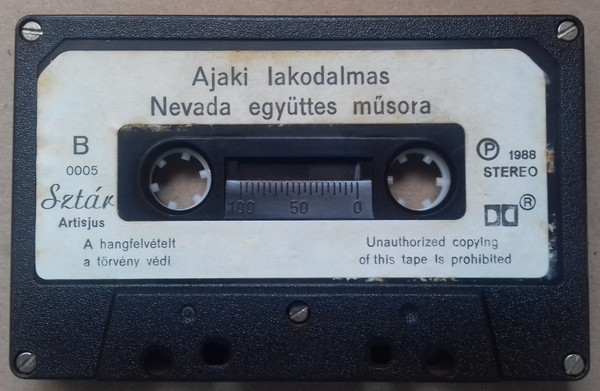 Ajaki lakodalmas
Nevada együttes műsora
B
0005
Sztár
Artisjus
A hangfelvételt
a törvény védi
100 50 0
Ⓟ 1988
STEREO
®
Unauthorized copying
of this tape is prohibited